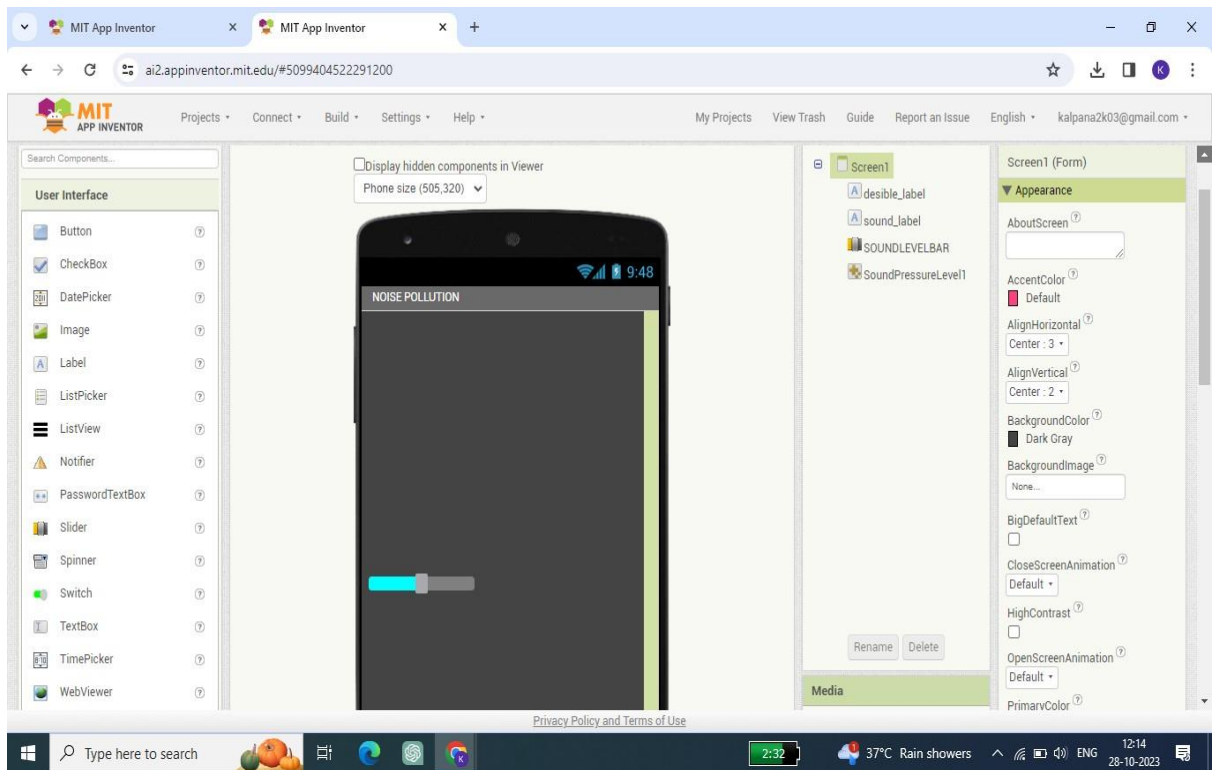 MIT App Inventor
MIT App Inventor
ai2.appinventor.mit.edu/#5099404522291200
K
MIT
APP INVENTOR
Projects
Connect
Build
Settings
Help
My Projects
View Trash
Guide
Report an Issue
English
kalpana2k03@gmail.com
Search Components...
User Interface
Button
CheckBox
DatePicker
Image
Label
ListPicker
ListView
Notifier
PasswordTextBox
Slider
Spinner
Switch
TextBox
TimePicker
WebViewer
Display hidden components in Viewer
Phone size (505,320)
9:48
NOISE POLLUTION
Screen1
desible_label
sound_label
SOUNDLEVELBAR
SoundPressureLevel1
Rename
Delete
Media
Screen1 (Form)
Appearance
AboutScreen
AccentColor
Default
AlignHorizontal
Center : 3
AlignVertical
Center : 2
BackgroundColor
Dark Gray
BackgroundImage
None...
BigDefaultText
CloseScreenAnimation
Default
HighContrast
OpenScreenAnimation
Default
PrimaryColor
Privacy Policy and Terms of Use
Type here to search
2:32
37°C Rain showers
ENG
12:14
28-10-2023